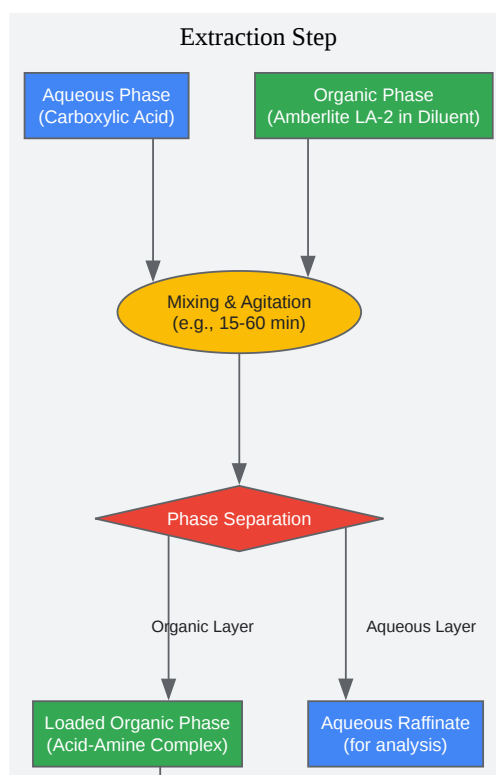 Extraction Step
Aqueous Phase
(Carboxylic Acid)
Organic Phase
(Amberlite LA-2 in Diluent)
Mixing & Agitation
(e.g., 15-60 min)
Phase Separation
Organic Layer
Aqueous Layer
Loaded Organic Phase
(Acid-Amine Complex)
Aqueous Raffinate
(for analysis)